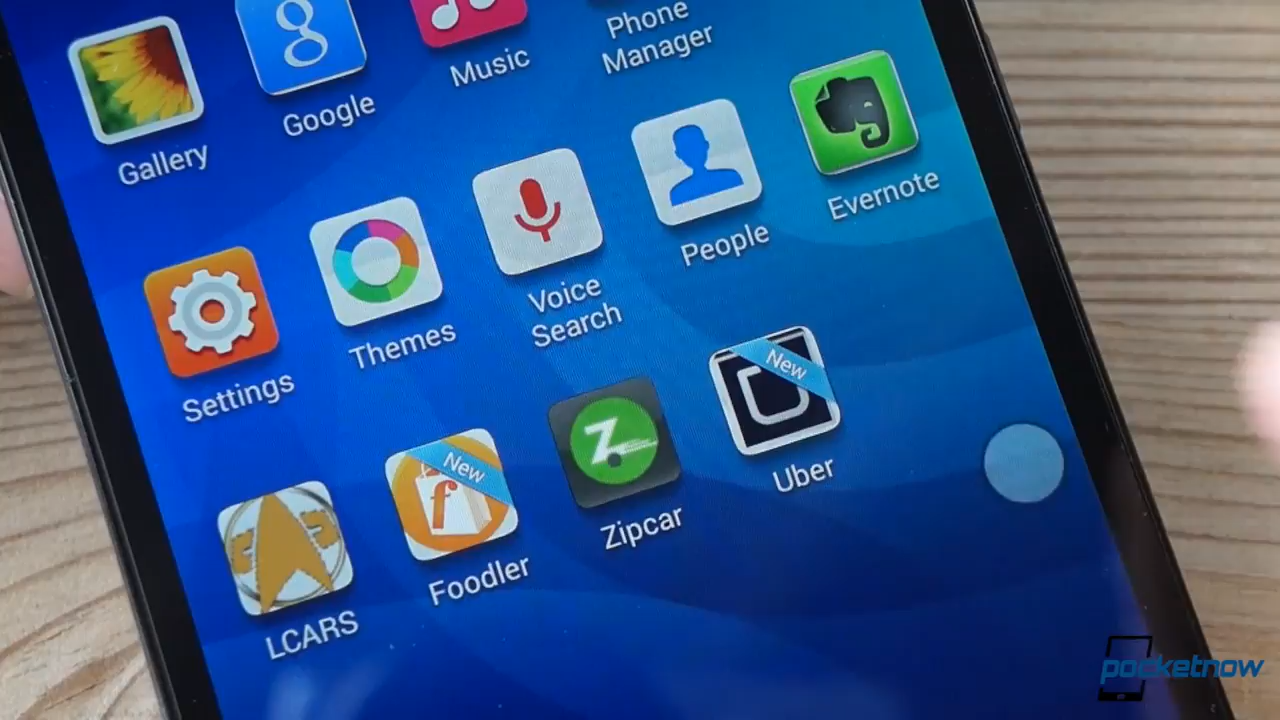 Gallery
Google
Music
Phone
Manager
Settings
Themes
Voice
Search
People
Evernote
LCARS
New
Foodler
Zipcar
New
Uber
pocketnow